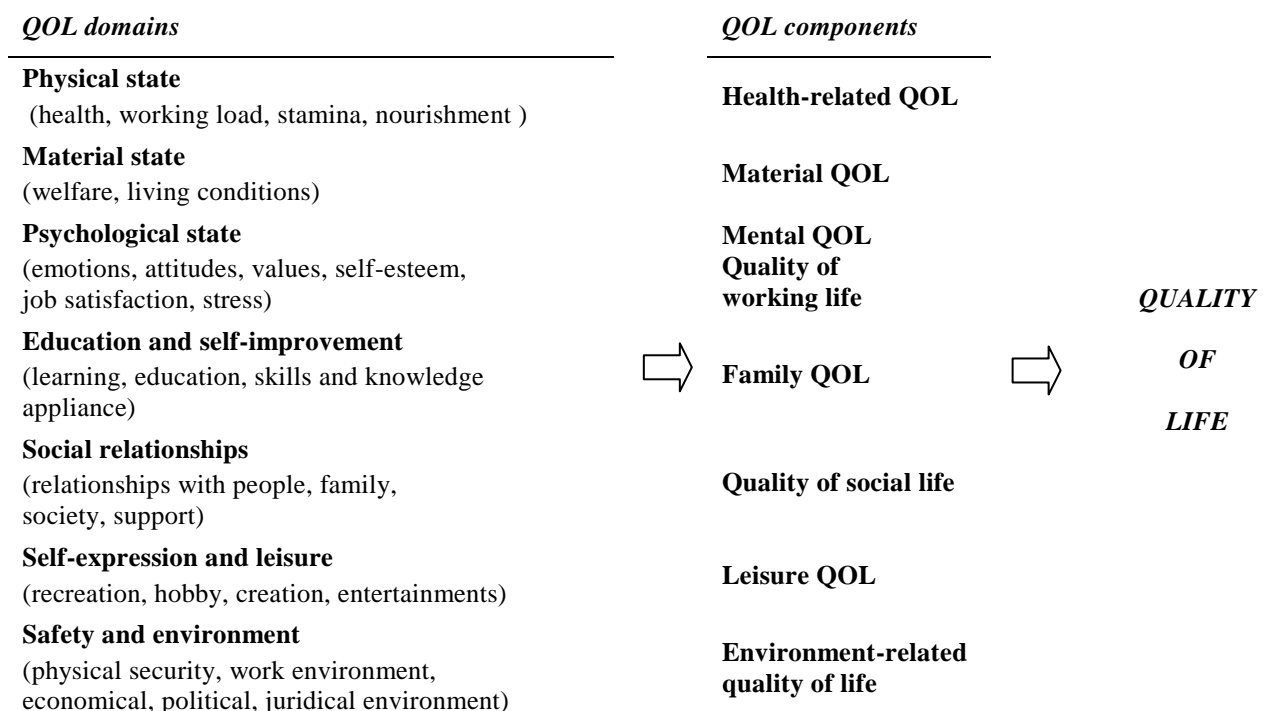 QOL domains
Physical state
(health, working load, stamina, nourishment )
Material state
(welfare, living conditions)
Psychological state
(emotions, attitudes, values, self-esteem,
job satisfaction, stress)
Education and self-improvement
(learning, education, skills and knowledge
appliance)
Social relationships
(relationships with people, family,
society, support)
Self-expression and leisure
(recreation, hobby, creation, entertainments)
Safety and environment
(physical security, work environment,
economical, political, juridical environment)
QOL components
Health-related QOL
Material QOL
Mental QOL
Quality of
working life
Family QOL
Quality of social life
Leisure QOL
Environment-related
quality of life
QUALITY
OF
LIFE